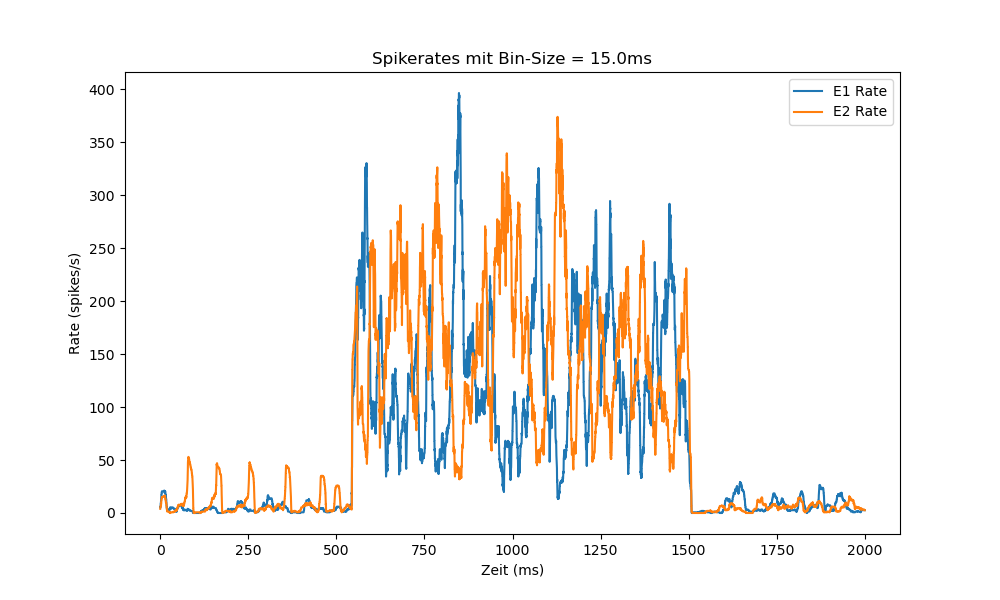 Spikerates mit Bin-Size = 15.0ms
E1 Rate
E2 Rate
400
350
300
250
200
150
100
50
0
Rate (spikes/s)
0 250 500 750 1000 1250 1500 1750 2000
Zeit (ms)